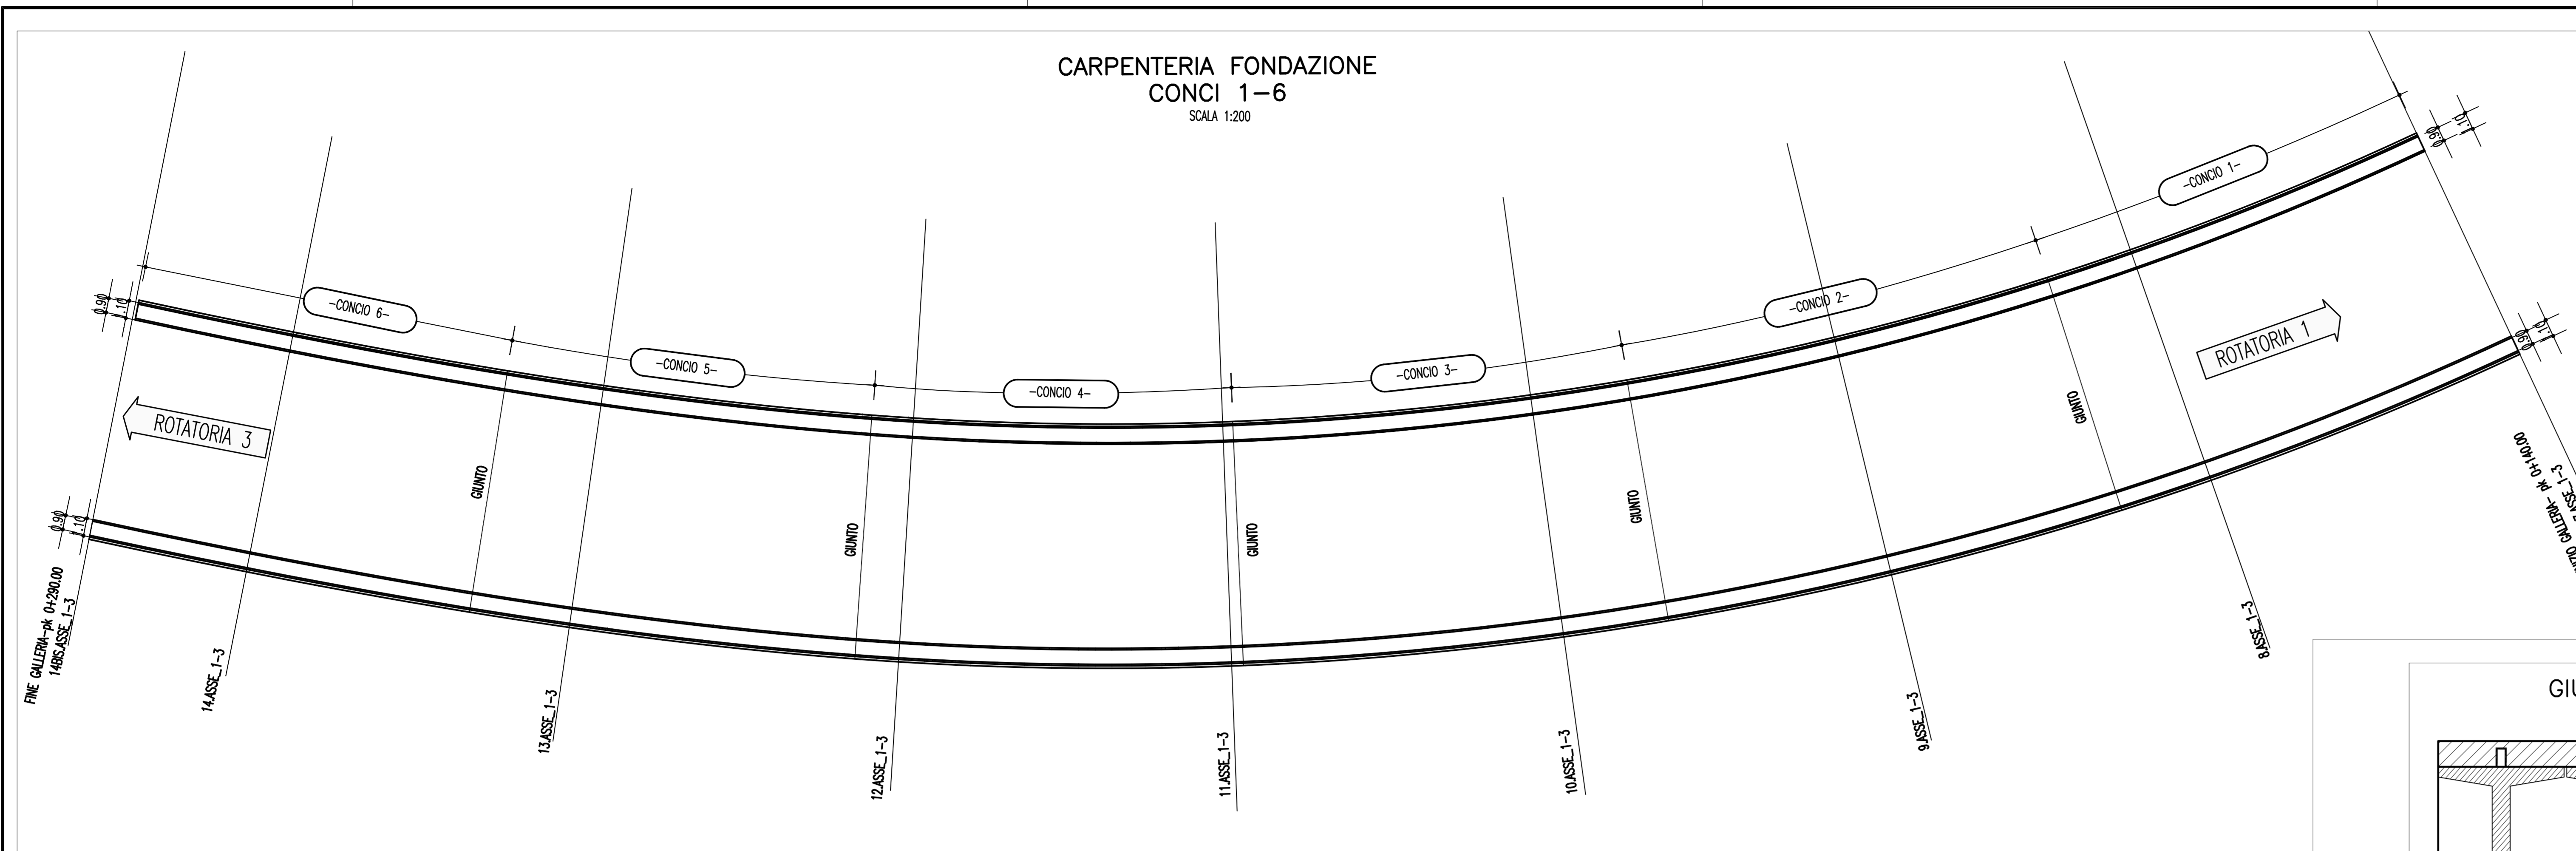 CARPENTERIA FONDAZIONE
CONCI 1-6
SCALA 1:200
-CONCIO 6-
-CONCIO 5-
-CONCIO 4-
-CONCIO 3-
-CONCIO 2-
-CONCIO 1-
0.90
1.10
0.90
1.10
0.90
1.10
0.90
1.10
ROTATORIA 3
ROTATORIA 1
GIUNTO
GIUNTO
GIUNTO
GIUNTO
GIUNTO
FINE GALLERIA-pk 0+290.00
14BIS.ASSE_1-3
14.ASSE_1-3
13.ASSE_1-3
12.ASSE_1-3
11.ASSE_1-3
10.ASSE_1-3
9.ASSE_1-3
8.ASSE_1-3
GALLERIA- pk 0+140.00
ASSE_1-3